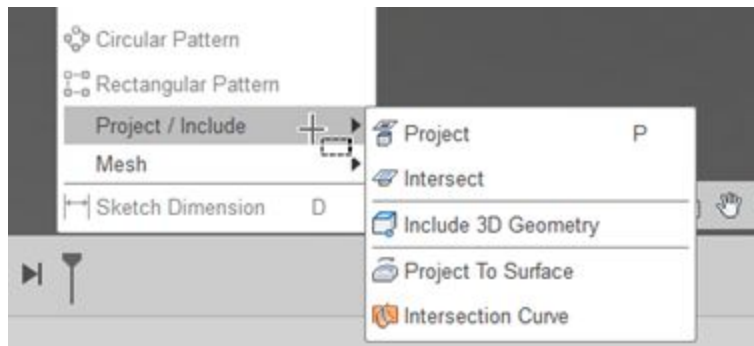 Circular Pattern
Rectangular Pattern
Project / Include
Mesh
Sketch Dimension D
Project P
Intersect
Include 3D Geometry
Project To Surface
Intersection Curve